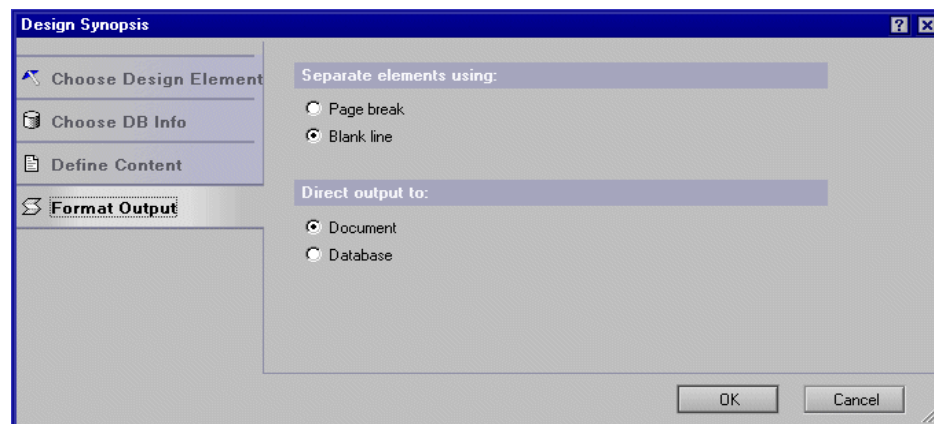 Design Synopsis
Choose Design Element
Choose DB Info
Define Content
Format Output
Separate elements using:
Page break
Blank line
Direct output to:
Document
Database
OK
Cancel